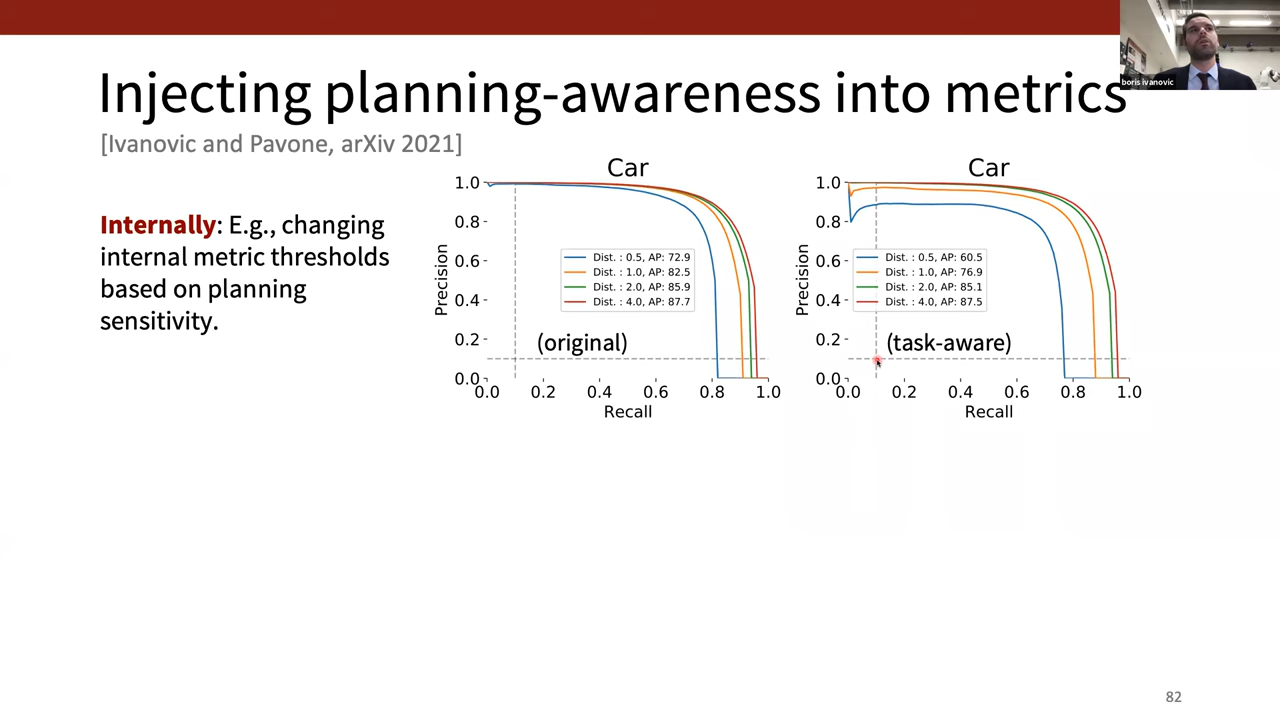 boris ivanovic
Injecting planning-awareness into metrics
[Ivanovic and Pavone, arXiv 2021]
Internally: E.g., changing
internal metric thresholds
based on planning
sensitivity.
Car
1.0
0.8
0.6
0.4
0.2
0.0
Precision
Dist. : 0.5, AP: 72.9
Dist. : 1.0, AP: 82.5
Dist. : 2.0, AP: 85.9
Dist. : 4.0, AP: 87.7
(original)
0.0 0.2 0.4 0.6 0.8 1.0
Recall
Car
1.0
0.8
0.6
0.4
0.2
0.0
Precision
Dist. : 0.5, AP: 60.5
Dist. : 1.0, AP: 76.9
Dist. : 2.0, AP: 85.1
Dist. : 4.0, AP: 87.5
(task-aware)
0.0 0.2 0.4 0.6 0.8 1.0
Recall
82